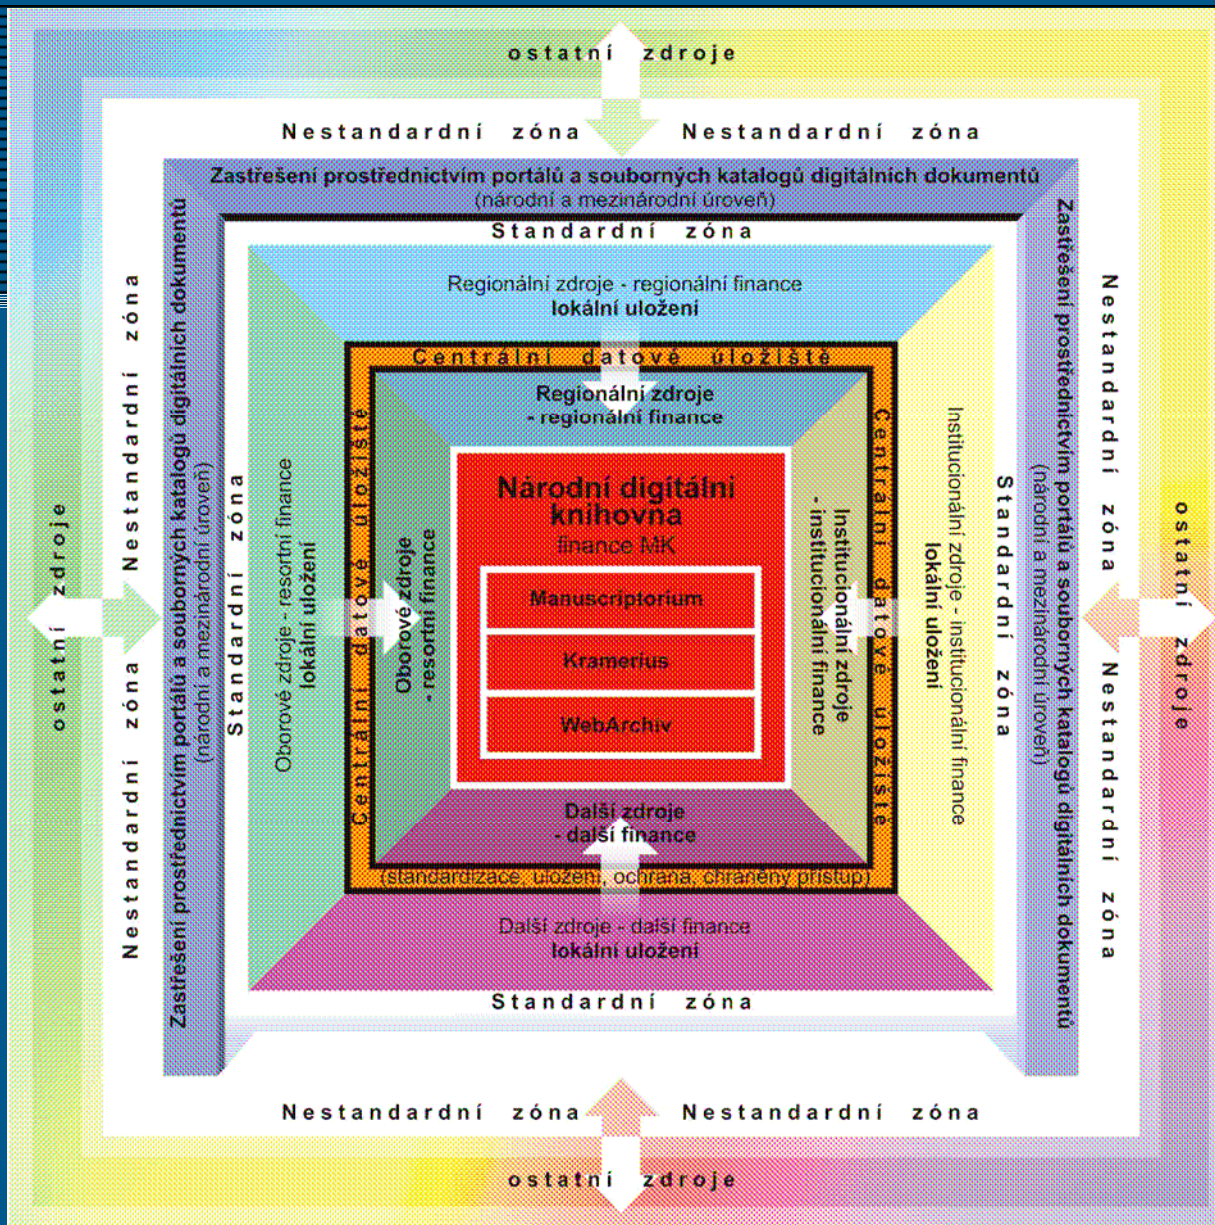 ostatní zdroje
Nestandardní zóna Nestandardní zóna
Zastřešení prostřednictvím portálů a souborných katalogů digitálních dokumentů
(národní a mezinárodní úroveň)
Standardní zóna
Regionální zdroje - regionální finance
lokální uložení
Centrální datové úložiště
Regionální zdroje
- regionální finance
ostatní zdroje
Nestandardní zóna Nestandardní zóna
Zastřešení prostřednictvím portálů a souborných katalogů digitálních dokumentů
(národní a mezinárodní úroveň)
Standardní zóna
Oborové zdroje - resortní finance
lokální uložení
Centrální datové úložiště
Oborové zdroje
- resortní finance
Národní digitální
knihovna
finance MK
Manuscriptorium
Kramerius
WebArchiv
Institucionální zdroje
- institucionální finance
Centrální datové úložiště
Institucionální zdroje - institucionální finance
lokální uložení
Standardní zóna
Zastřešení prostřednictvím portálů a souborných katalogů digitálních dokumentů
(národní a mezinárodní úroveň)
Nestandardní zóna Nestandardní zóna
ostatní zdroje
Další zdroje
- další finance
(standardizace, uložení, ochrana, chráněný přístup)
Další zdroje - další finance
lokální uložení
Standardní zóna
Nestandardní zóna Nestandardní zóna
ostatní zdroje